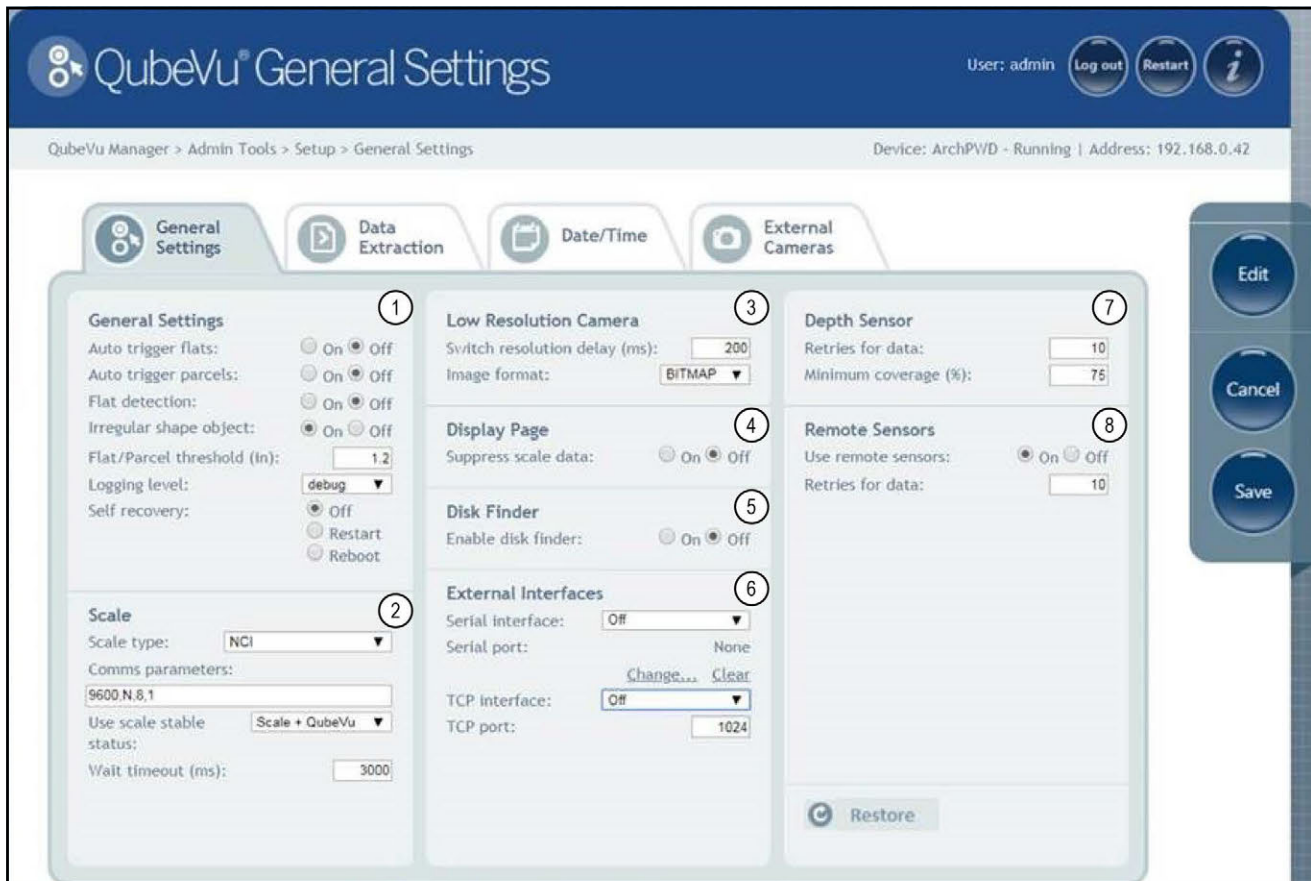 QubeVu® General Settings
User: admin
Log out
Restart
i
QubeVu Manager > Admin Tools > Setup > General Settings
Device: ArchPWD - Running | Address: 192.168.0.42
General Settings
Data Extraction
Date/Time
External Cameras
Edit
Cancel
Save
General Settings 1
Auto trigger flats: On Off
Auto trigger parcels: On Off
Flat detection: On Off
Irregular shape object: On Off
Flat/Parcel threshold (in): 1.2
Logging level: debug
Self recovery: Off
Restart
Reboot
Scale 2
Scale type: NCI
Comms parameters:
9600,N,8,1
Use scale stable status: Scale + QubeVu
Wait timeout (ms): 3000
Low Resolution Camera 3
Switch resolution delay (ms): 200
Image format: BITMAP
Display Page 4
Suppress scale data: On Off
Disk Finder 5
Enable disk finder: On Off
External Interfaces 6
Serial interface: Off
Serial port: None
Change... Clear
TCP interface: Off
TCP port: 1024
Depth Sensor 7
Retries for data: 10
Minimum coverage (%): 75
Remote Sensors 8
Use remote sensors: On Off
Retries for data: 10
Restore